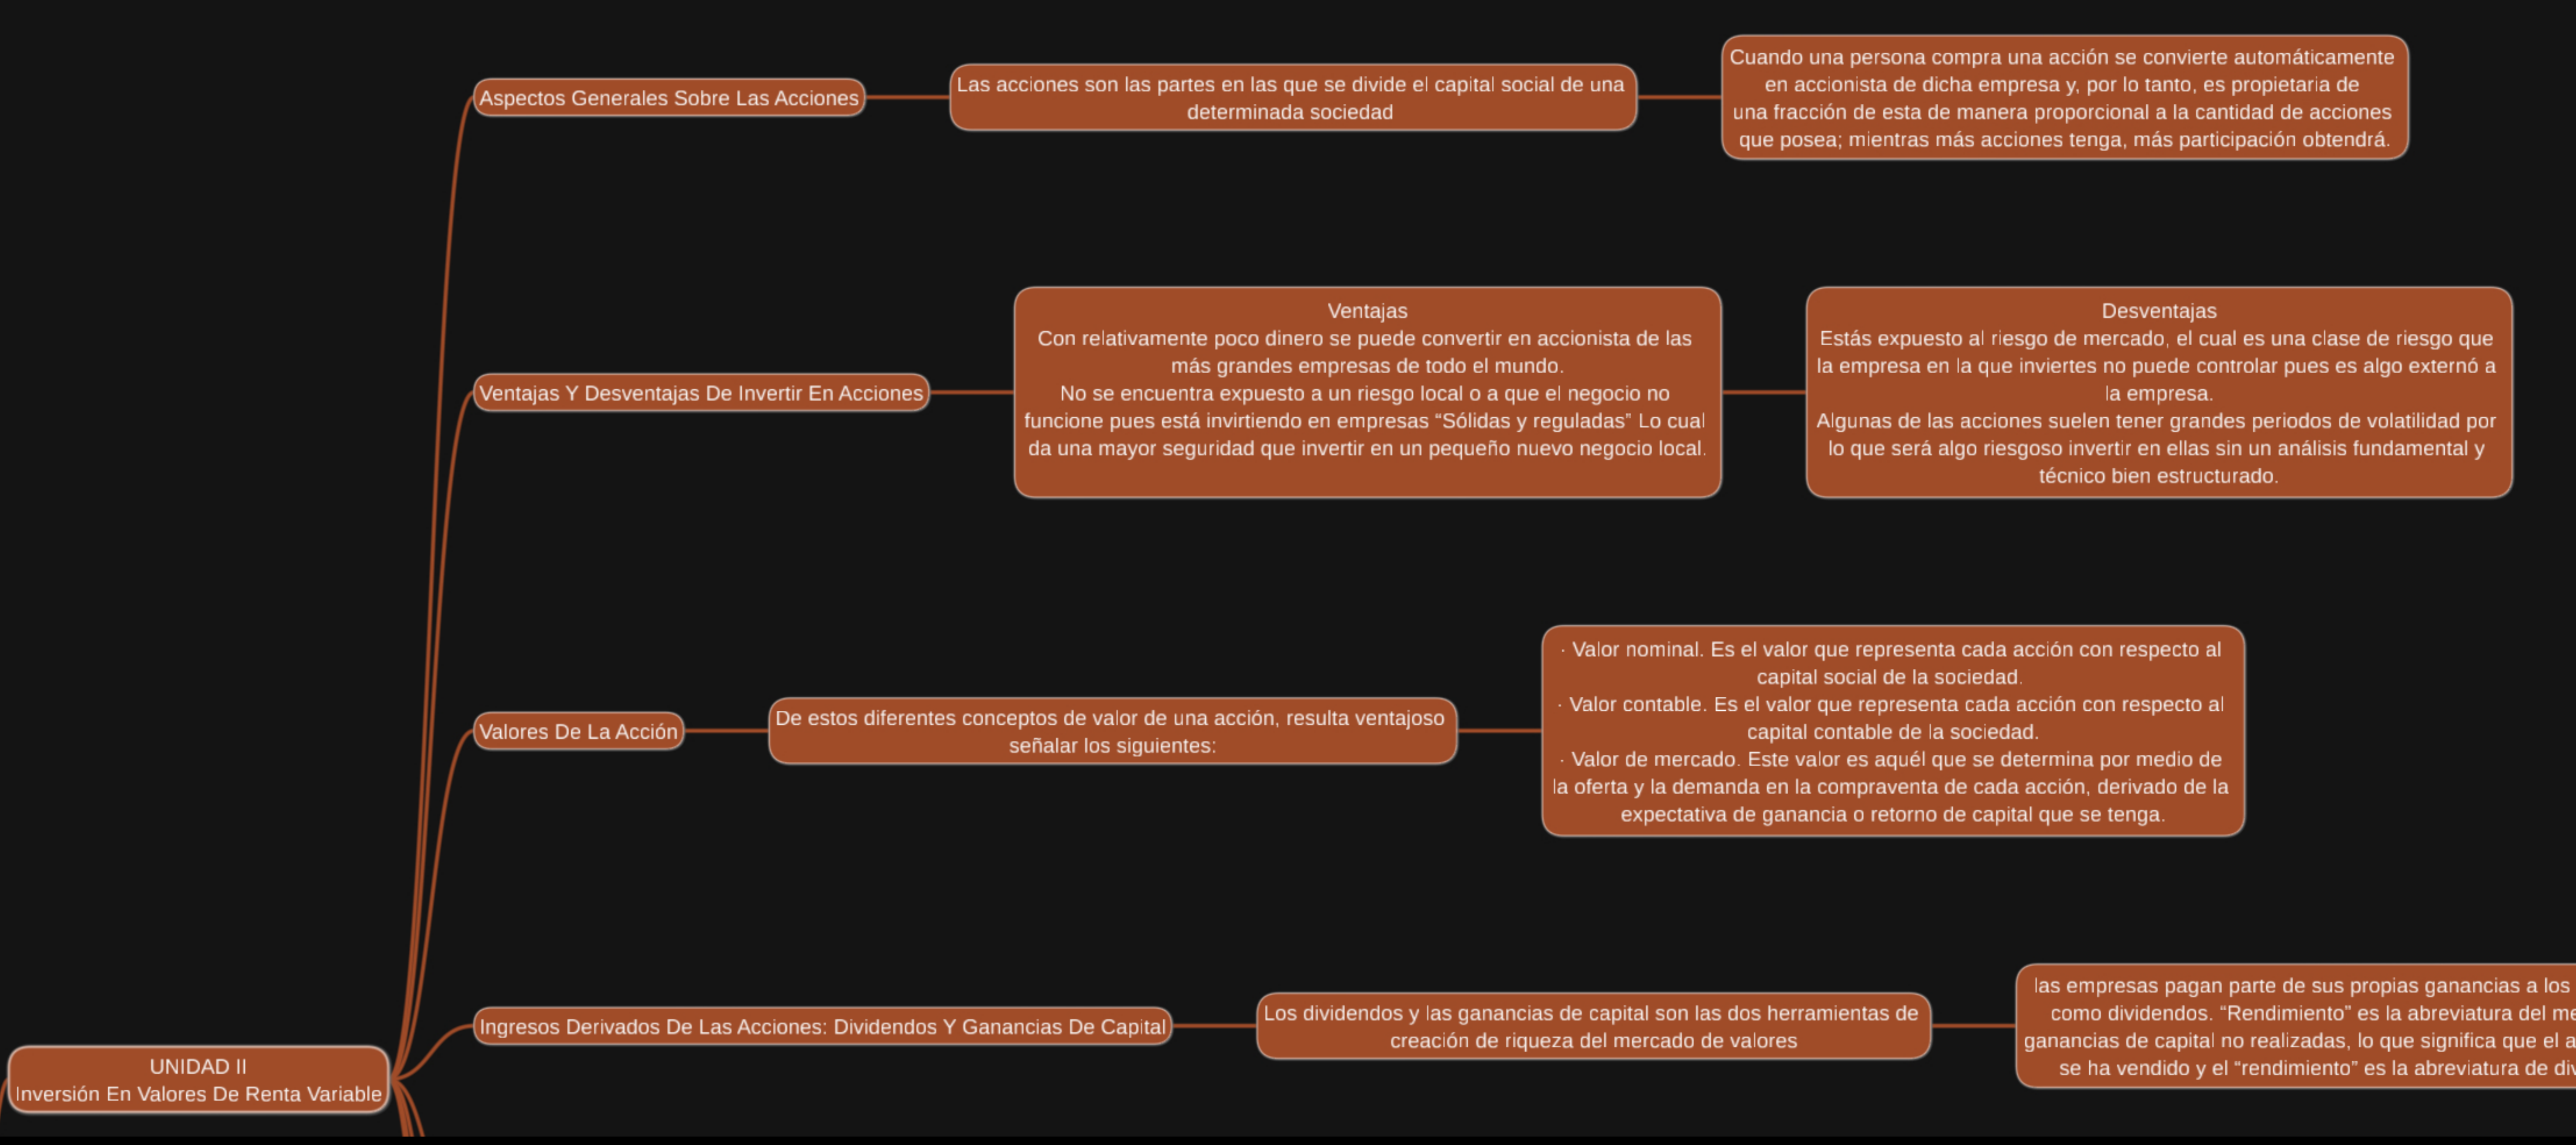 Aspectos Generales Sobre Las Acciones
Las acciones son las partes en las que se divide el capital social de una
determinada sociedad
Cuando una persona compra una acción se convierte automáticamente
en accionista de dicha empresa y, por lo tanto, es propietaria de
una fracción de esta de manera proporcional a la cantidad de acciones
que posea; mientras más acciones tenga, más participación obtendrá.
Ventajas Y Desventajas De Invertir En Acciones
Ventajas
Con relativamente poco dinero se puede convertir en accionista de las
más grandes empresas de todo el mundo.
No se encuentra expuesto a un riesgo local o a que el negocio no
funcione pues está invirtiendo en empresas “Sólidas y reguladas” Lo cual
da una mayor seguridad que invertir en un pequeño nuevo negocio local.
Desventajas
Estás expuesto al riesgo de mercado, el cual es una clase de riesgo que
la empresa en la que inviertes no puede controlar pues es algo externó a
la empresa.
Algunas de las acciones suelen tener grandes periodos de volatilidad por
lo que será algo riesgoso invertir en ellas sin un análisis fundamental y
técnico bien estructurado.
Valores De La Acción
De estos diferentes conceptos de valor de una acción, resulta ventajoso
señalar los siguientes:
· Valor nominal. Es el valor que representa cada acción con respecto al
capital social de la sociedad.
· Valor contable. Es el valor que representa cada acción con respecto al
capital contable de la sociedad.
· Valor de mercado. Este valor es aquél que se determina por medio de
la oferta y la demanda en la compraventa de cada acción, derivado de la
expectativa de ganancia o retorno de capital que se tenga.
Ingresos Derivados De Las Acciones: Dividendos Y Ganancias De Capital
Los dividendos y las ganancias de capital son las dos herramientas de
creación de riqueza del mercado de valores
las empresas pagan parte de sus propias ganancias a los
como dividendos. “Rendimiento” es la abreviatura del
ganancias de capital no realizadas, lo que significa que el
se ha vendido y el “rendimiento” es la abreviatura de
UNIDAD II
Inversión En Valores De Renta Variable